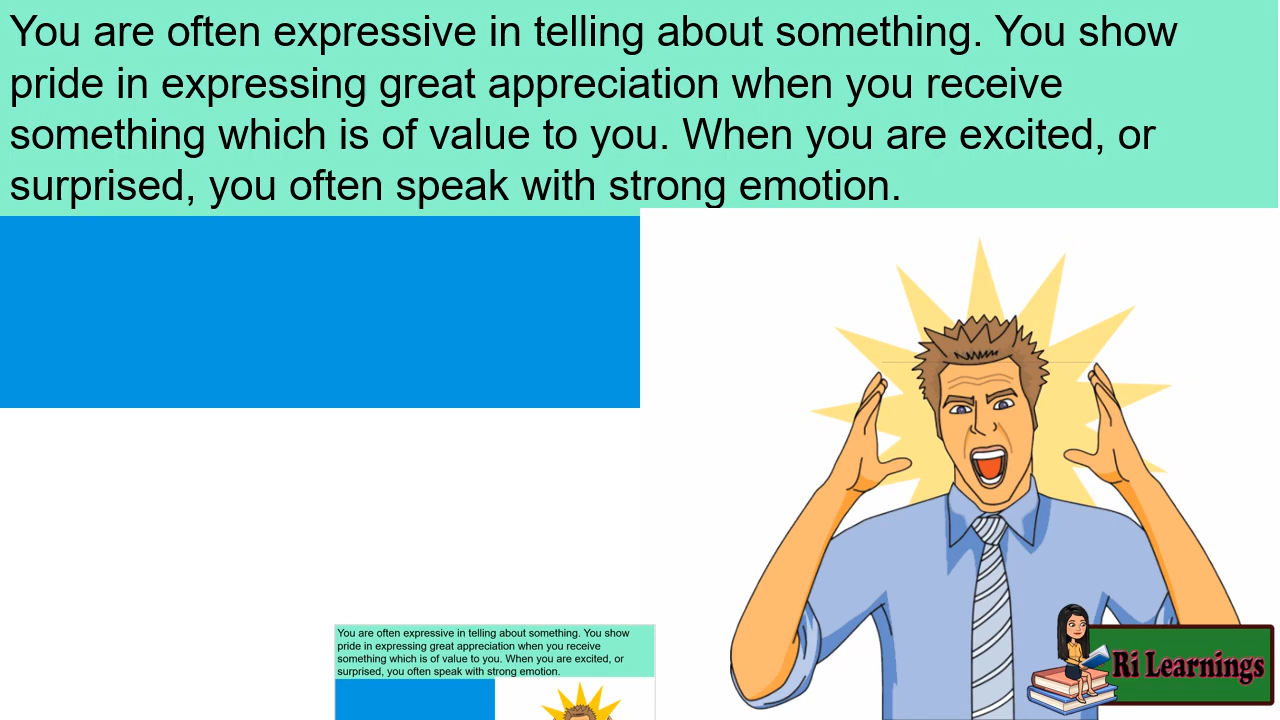 You are often expressive in telling about something. You show
pride in expressing great appreciation when you receive
something which is of value to you. When you are excited, or
surprised, you often speak with strong emotion.
You are often expressive in telling about something. You show
pride in expressing great appreciation when you receive
something which is of value to you. When you are excited, or
surprised, you often speak with strong emotion.
Ri Learnings